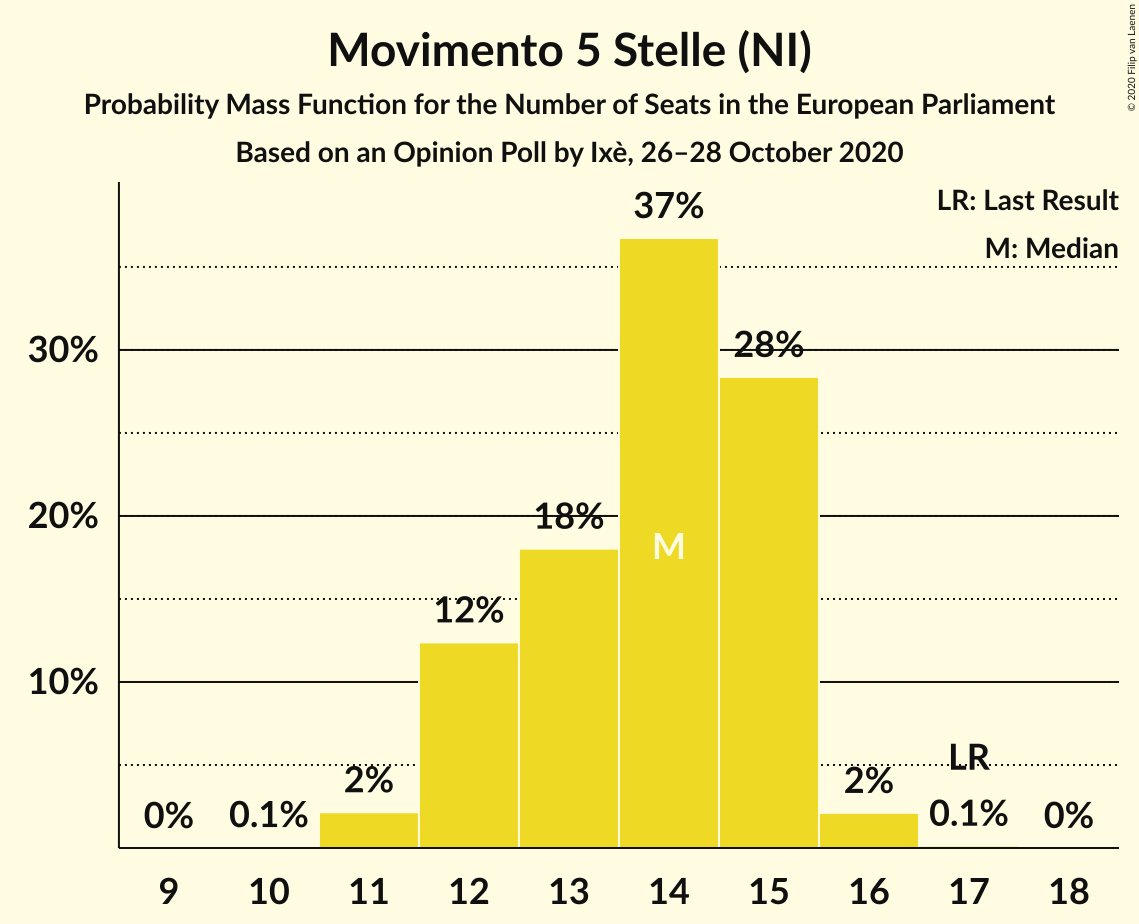 Movimento 5 Stelle (NI)
Probability Mass Function for the Number of Seats in the European Parliament
Based on an Opinion Poll by Ixè, 26–28 October 2020
© 2020 Filip van Laenen
LR: Last Result
M: Median
30%
20%
10%
0%
0.1%
2%
12%
18%
37%
M
28%
2%
LR
0.1%
0%
9 10 11 12 13 14 15 16 17 18